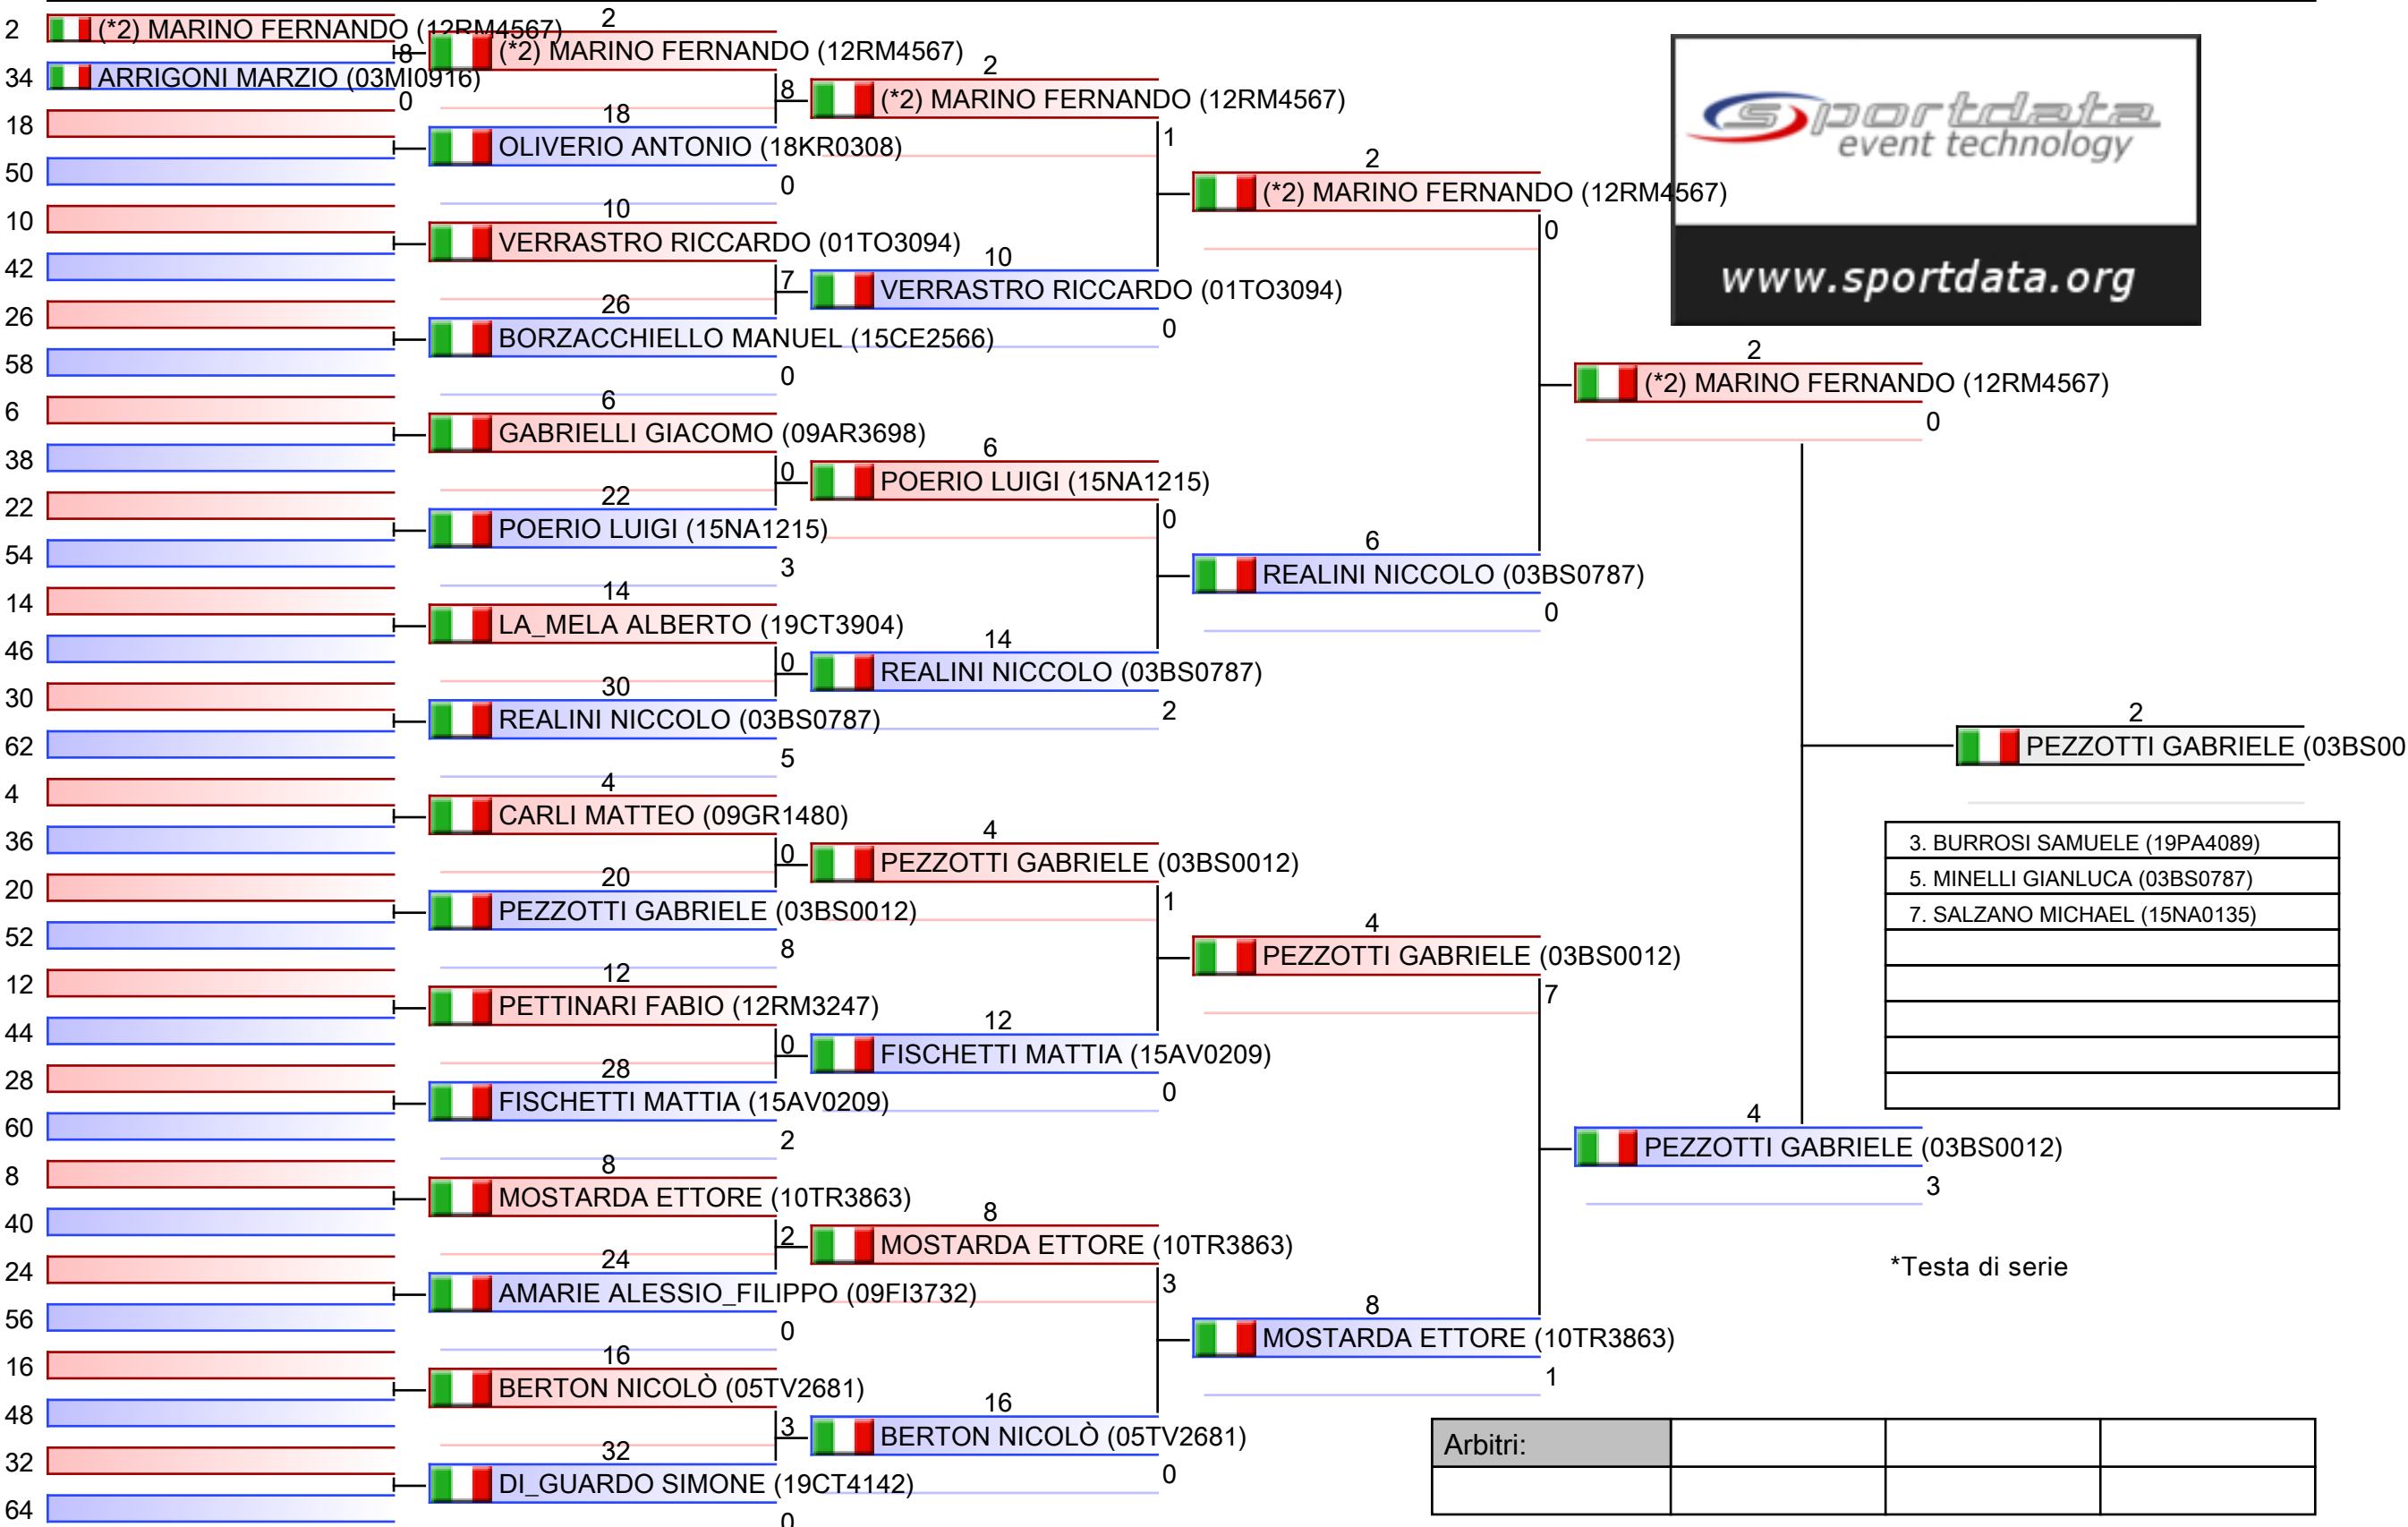 2 (*2) MARINO FERNANDO (12RM4567)
8
34 ARRIGONI MARZIO (03MI0916)
0
18
50
10
42
26
58
6
38
22
54
14
46
30
62
4
36
20
52
12
44
28
60
8
40
24
56
16
48
32
64
2
(*2) MARINO FERNANDO (12RM4567)
8
18
OLIVERIO ANTONIO (18KR0308)
0
10
VERRASTRO RICCARDO (01TO3094)
7
26
BORZACCHIELLO MANUEL (15CE2566)
0
6
GABRIELLI GIACOMO (09AR3698)
0
22
POERIO LUIGI (15NA1215)
3
14
LA_MELA ALBERTO (19CT3904)
0
30
REALINI NICCOLO (03BS0787)
5
4
CARLI MATTEO (09GR1480)
0
20
PEZZOTTI GABRIELE (03BS0012)
8
12
PETTINARI FABIO (12RM3247)
0
28
FISCHETTI MATTIA (15AV0209)
2
8
MOSTARDA ETTORE (10TR3863)
2
24
AMARIE ALESSIO_FILIPPO (09FI3732)
0
16
BERTON NICOLÒ (05TV2681)
3
32
DI_GUARDO SIMONE (19CT4142)
0
2
(*2) MARINO FERNANDO (12RM4567)
1
10
VERRASTRO RICCARDO (01TO3094)
0
6
POERIO LUIGI (15NA1215)
0
14
REALINI NICCOLO (03BS0787)
2
4
PEZZOTTI GABRIELE (03BS0012)
1
12
FISCHETTI MATTIA (15AV0209)
0
8
MOSTARDA ETTORE (10TR3863)
3
16
BERTON NICOLÒ (05TV2681)
0
2
(*2) MARINO FERNANDO (12RM4567)
0
6
REALINI NICCOLO (03BS0787)
0
4
PEZZOTTI GABRIELE (03BS0012)
7
8
MOSTARDA ETTORE (10TR3863)
1
sportdata
event technology
www.sportdata.org
2
(*2) MARINO FERNANDO (12RM4567)
0
4
PEZZOTTI GABRIELE (03BS0012)
3
2
PEZZOTTI GABRIELE (03BS00
3. BURROSI SAMUELE (19PA4089)
5. MINELLI GIANLUCA (03BS0787)
7. SALZANO MICHAEL (15NA0135)
*Testa di serie
Arbitri: